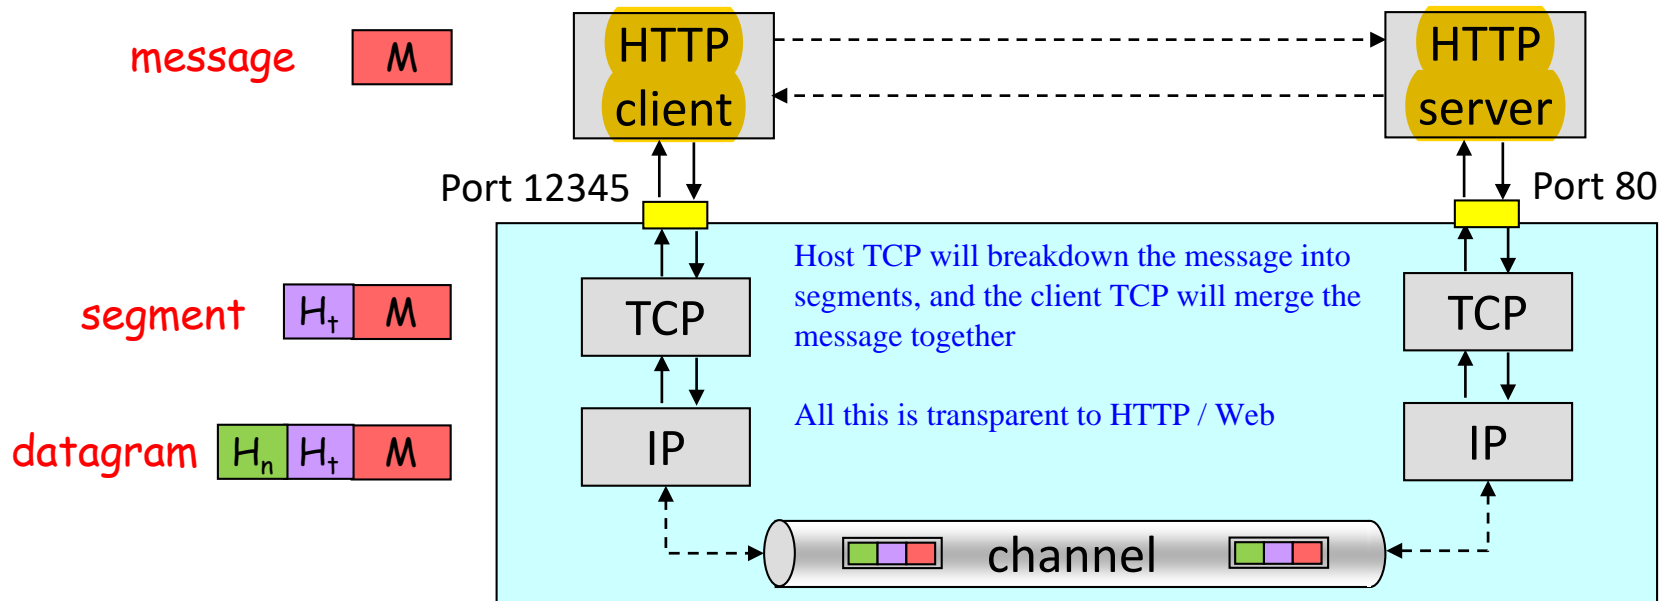 message
M
HTTP
client
HTTP
server
Port 12345
Port 80
segment
Ht
M
TCP
Host TCP will breakdown the message into
segments, and the client TCP will merge the
message together
TCP
datagram
Hn
Ht
M
IP
All this is transparent to HTTP / Web
IP
channel